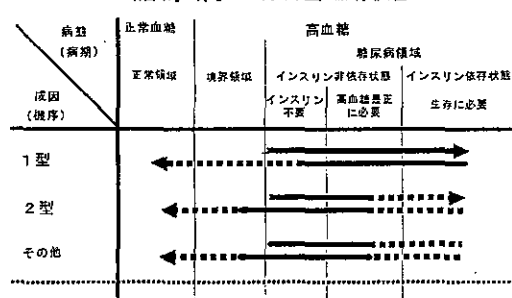 病態
(病期)
正常血糖
高血糖
糖尿病領域
正常領域
境界領域
インスリン非依存状態
インスリン依存状態
成因
(機序)
インスリン
不要
高血糖是正
に必要
生存に必要
1型
2型
その他